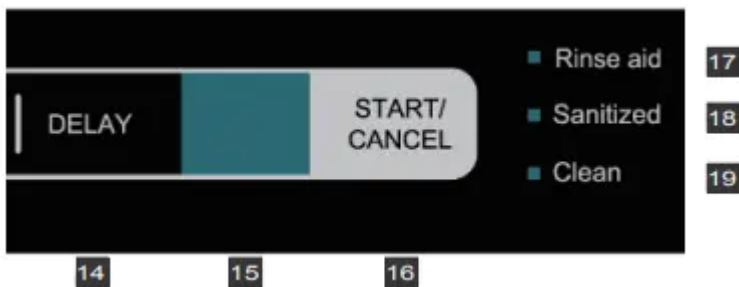 Rinse aid 17
DELAY START/
CANCEL
Sanitized 18
Clean 19
14 15 16